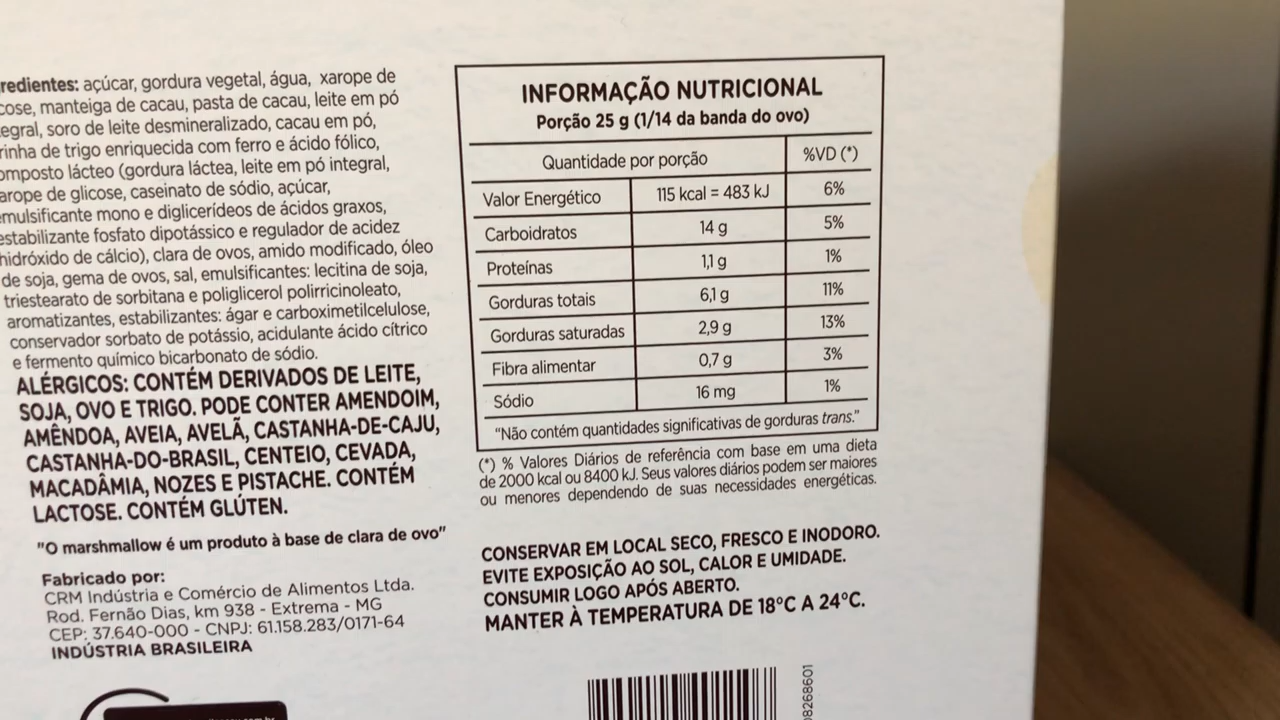 redientes: açúcar, gordura vegetal, água, xarope de
cose, manteiga de cacau, pasta de cacau, leite em pó
egral, soro de leite desmineralizado, cacau em pó,
rinha de trigo enriquecida com ferro e ácido fólico,
omposto lácteo (gordura láctea, leite em pó integral,
arope de glicose, caseinato de sódio, açúcar,
emulsificante mono e diglicerídeos de ácidos graxos,
estabilizante fosfato dipotássico e regulador de acidez
hidróxido de cálcio), clara de ovos, amido modificado, óleo
de soja, gema de ovos, sal, emulsificantes: lecitina de soja,
triestearato de sorbitana e poliglicerol polirricinoleato,
aromatizantes, estabilizantes: ágar e carboximetilcelulose,
conservador sorbato de potássio, acidulante ácido cítrico
e fermento químico bicarbonato de sódio.
ALÉRGICOS: CONTÉM DERIVADOS DE LEITE,
SOJA, OVO E TRIGO. PODE CONTER AMENDOIM,
AMÊNDOA, AVEIA, AVELÃ, CASTANHA-DE-CAJU,
CASTANHA-DO-BRASIL, CENTEIO, CEVADA,
MACADÂMIA, NOZES E PISTACHE. CONTÉM
LACTOSE. CONTÉM GLÚTEN.
"O marshmallow é um produto à base de clara de ovo"
Fabricado por:
CRM Indústria e Comércio de Alimentos Ltda.
Rod. Fernão Dias, km 938 - Extrema - MG
CEP: 37.640-000 - CNPJ: 61.158.283/0171-64
INDÚSTRIA BRASILEIRA
INFORMAÇÃO NUTRICIONAL
Porção 25 g (1/14 da banda do ovo)
Quantidade por porção %VD (*)
Valor Energético 115 kcal = 483 kJ 6%
Carboidratos 14 g 5%
Proteínas 1,1 g 1%
Gorduras totais 6,1 g 11%
Gorduras saturadas 2,9 g 13%
Fibra alimentar 0,7 g 3%
Sódio 16 mg 1%
"Não contém quantidades significativas de gorduras trans."
(*) % Valores Diários de referência com base em uma dieta
de 2000 kcal ou 8400 kJ. Seus valores diários podem ser maiores
ou menores dependendo de suas necessidades energéticas.
CONSERVAR EM LOCAL SECO, FRESCO E INODORO.
EVITE EXPOSIÇÃO AO SOL, CALOR E UMIDADE.
CONSUMIR LOGO APÓS ABERTO.
MANTER À TEMPERATURA DE 18°C A 24°C.
08268601